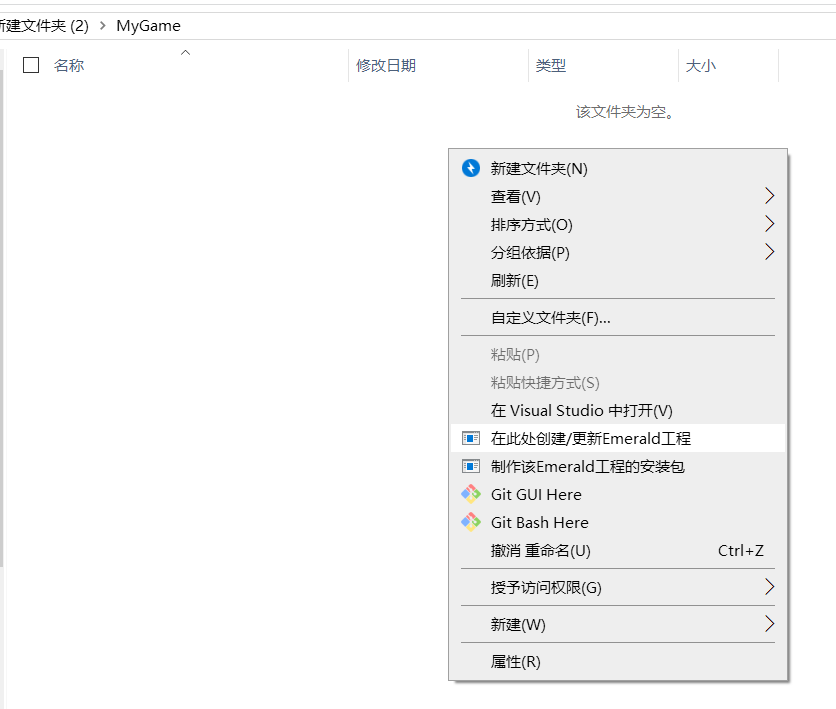 新建文件夹 (2) > MyGame
名称 修改日期 类型 大小
该文件夹为空。
新建文件夹(N)
查看(V)
排序方式(O)
分组依据(P)
刷新(E)
自定义文件夹(F)...
粘贴(P)
粘贴快捷方式(S)
在 Visual Studio 中打开(V)
在此处创建/更新Emerald工程
制作该Emerald工程的安装包
Git GUI Here
Git Bash Here
撤消 重命名(U) Ctrl+Z
授予访问权限(G)
新建(W)
属性(R)